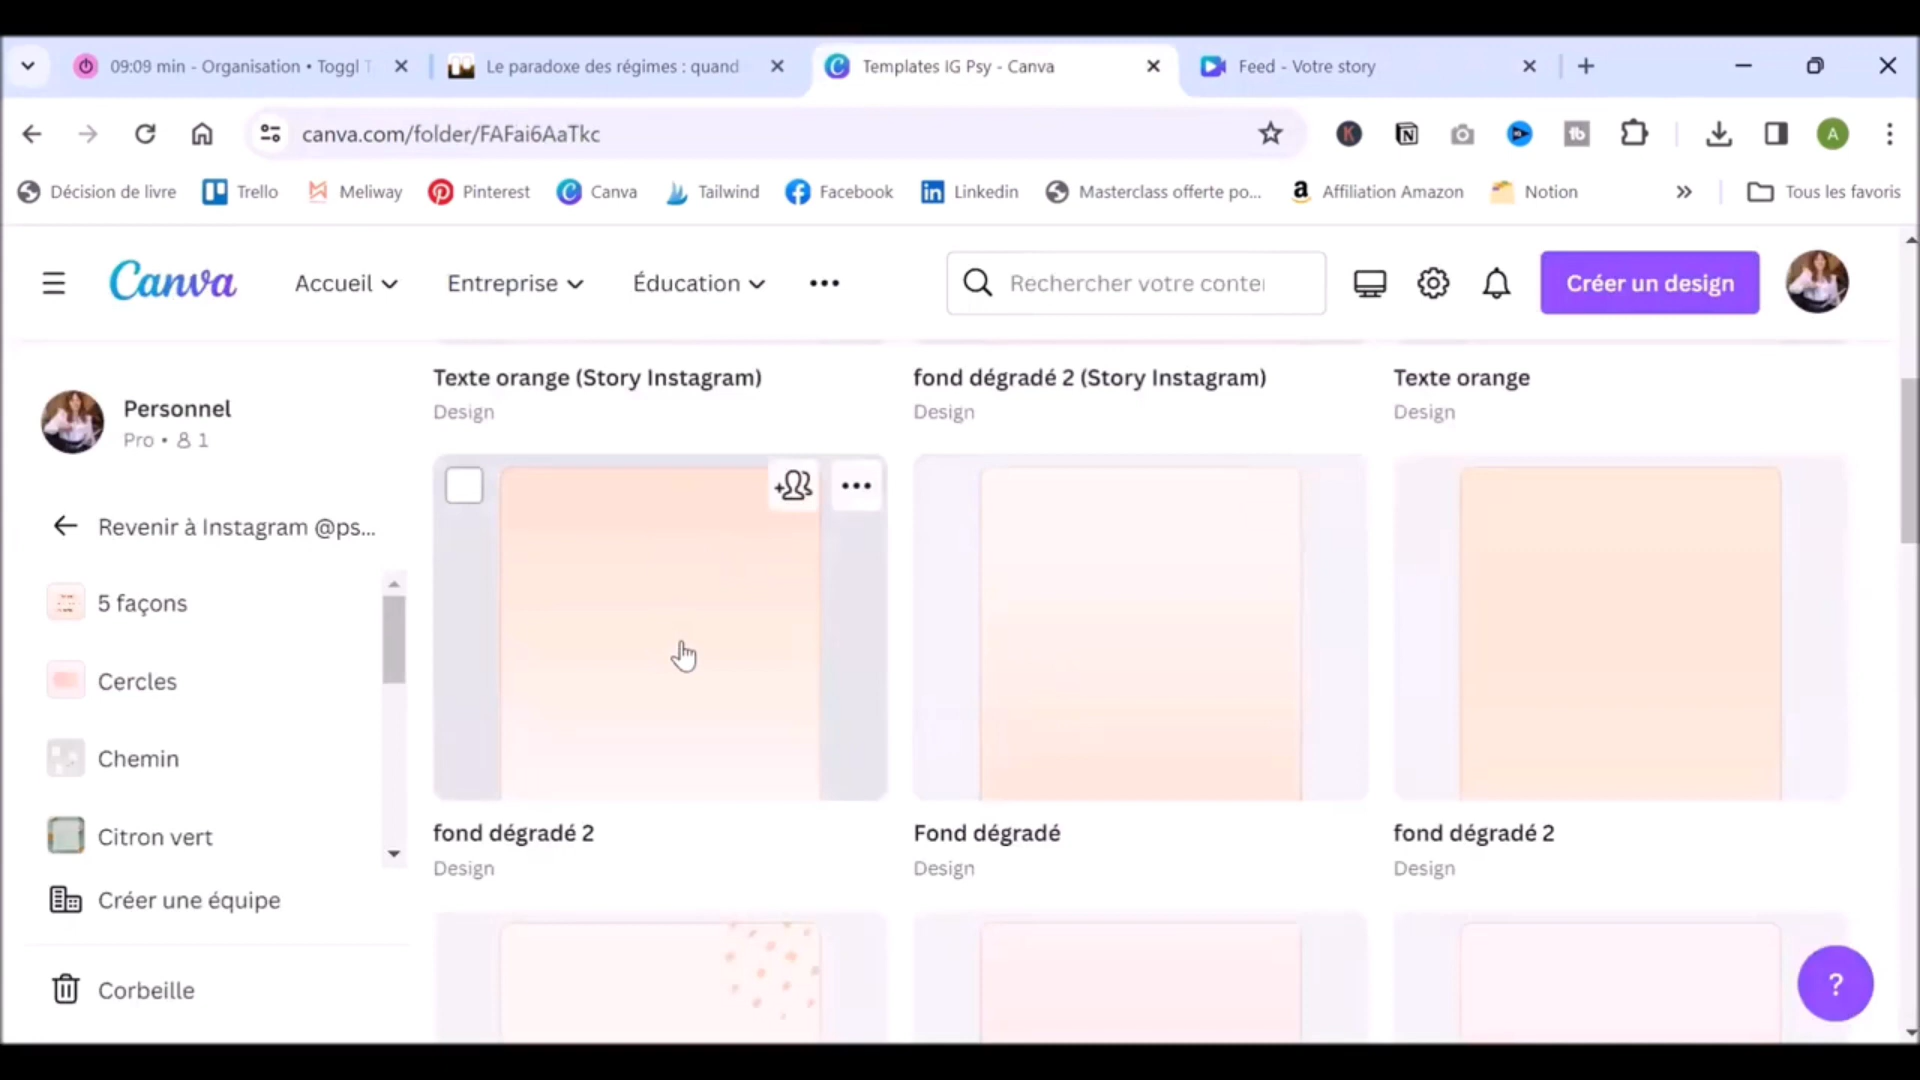 09:09 min - Organisation • Toggl T
Le paradoxe des régimes : quand
Templates IG Psy - Canva
Feed - Votre story
canva.com/folder/FAFai6AaTkc
A
Décision de livre
Trello
Meliway
Pinterest
Canva
Tailwind
Facebook
Linkedin
Masterclass offerte po...
Affiliation Amazon
Notion
Tous les favoris
Canva
Accueil
Entreprise
Éducation
Rechercher votre conte
Créer un design
Texte orange (Story Instagram)
Design
fond dégradé 2 (Story Instagram)
Design
Texte orange
Design
Personnel
Pro • 1
Revenir à Instagram @ps...
5 façons
Cercles
Chemin
Citron vert
Créer une équipe
Corbeille
fond dégradé 2
Design
Fond dégradé
Design
fond dégradé 2
Design
?